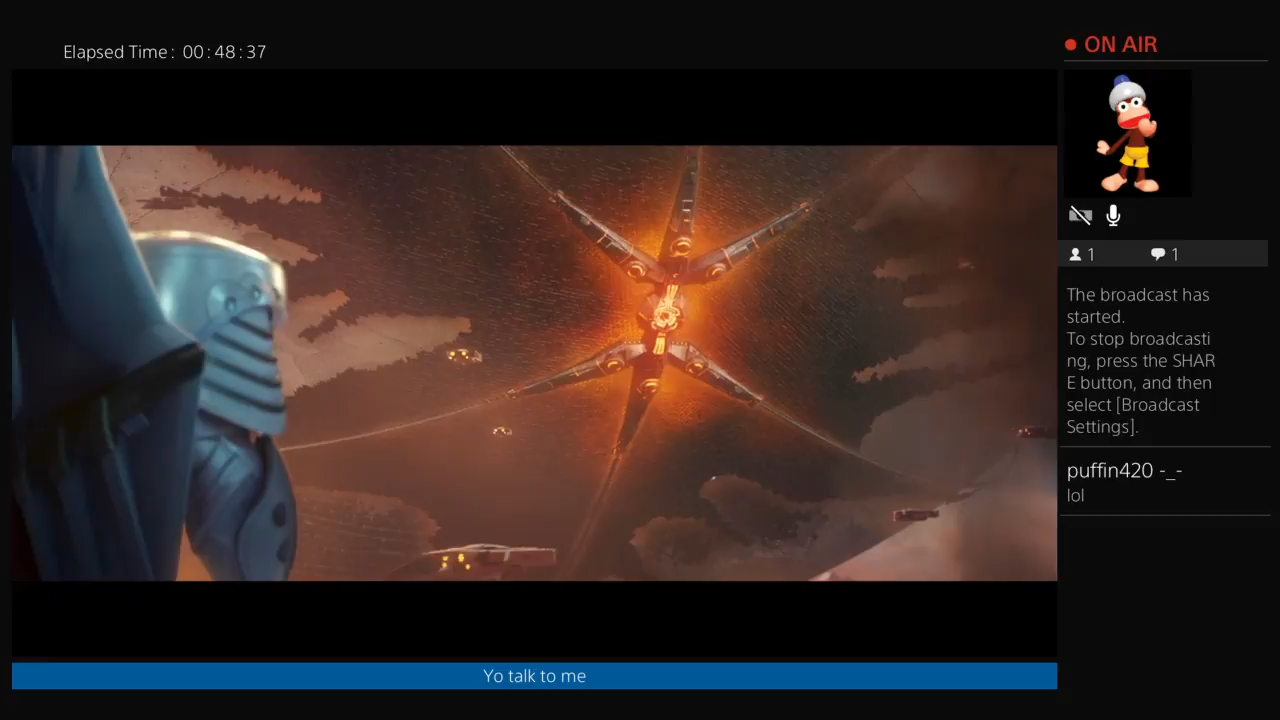 Elapsed Time: 00:48:37
ON AIR
1
1
The broadcast has
started.
To stop broadcasti
ng, press the SHAR
E button, and then
select [Broadcast
Settings].
puffin420 -_-
lol
Yo talk to me